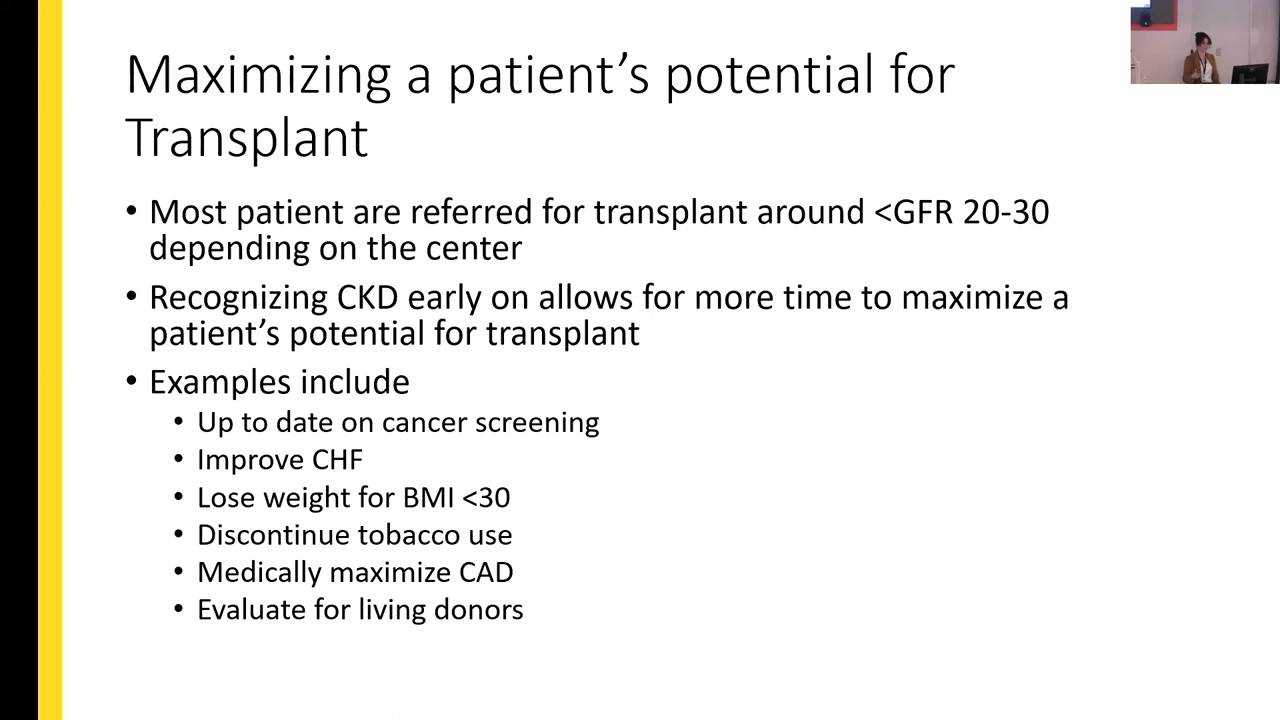 Maximizing a patient’s potential for
Transplant
• Most patient are referred for transplant around <GFR 20-30
depending on the center
• Recognizing CKD early on allows for more time to maximize a
patient’s potential for transplant
• Examples include
• Up to date on cancer screening
• Improve CHF
• Lose weight for BMI <30
• Discontinue tobacco use
• Medically maximize CAD
• Evaluate for living donors